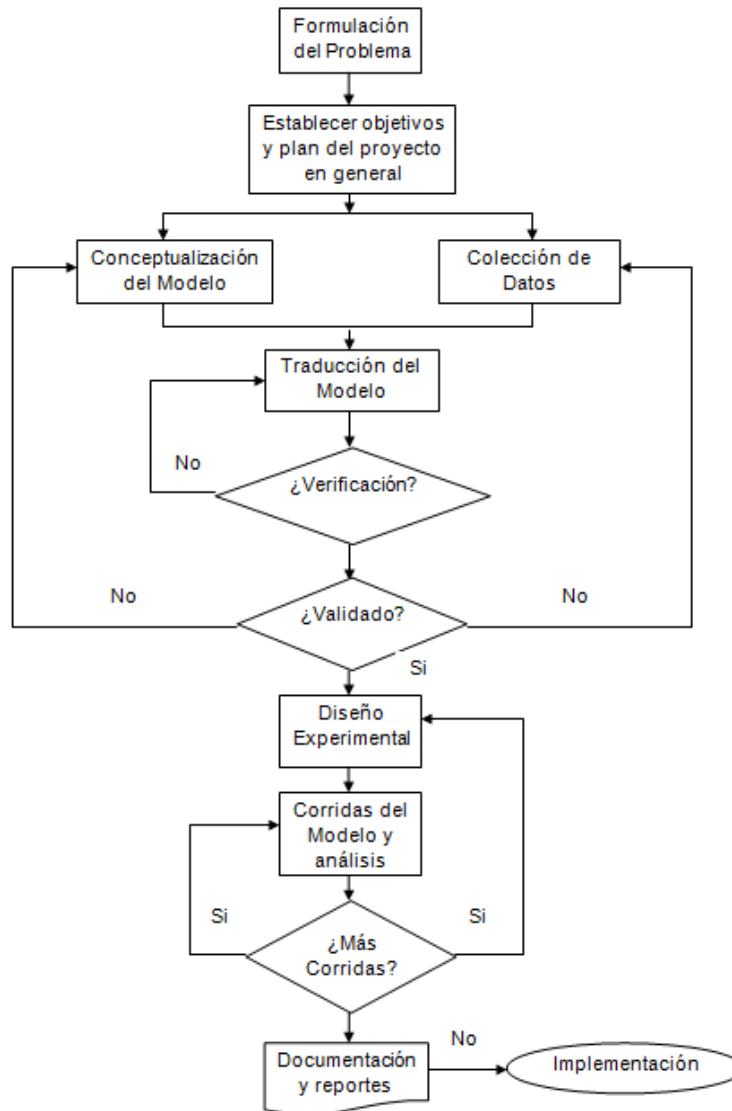 Formulación
del Problema
Establecer objetivos
y plan del proyecto
en general
Conceptualización
del Modelo
Colección de
Datos
Traducción del
Modelo
No
¿Verificación?
No
¿Validado?
No
Si
Diseño
Experimental
Corridas del
Modelo y
análisis
Si
Si
¿Más
Corridas?
Documentación
y reportes
No
Implementación